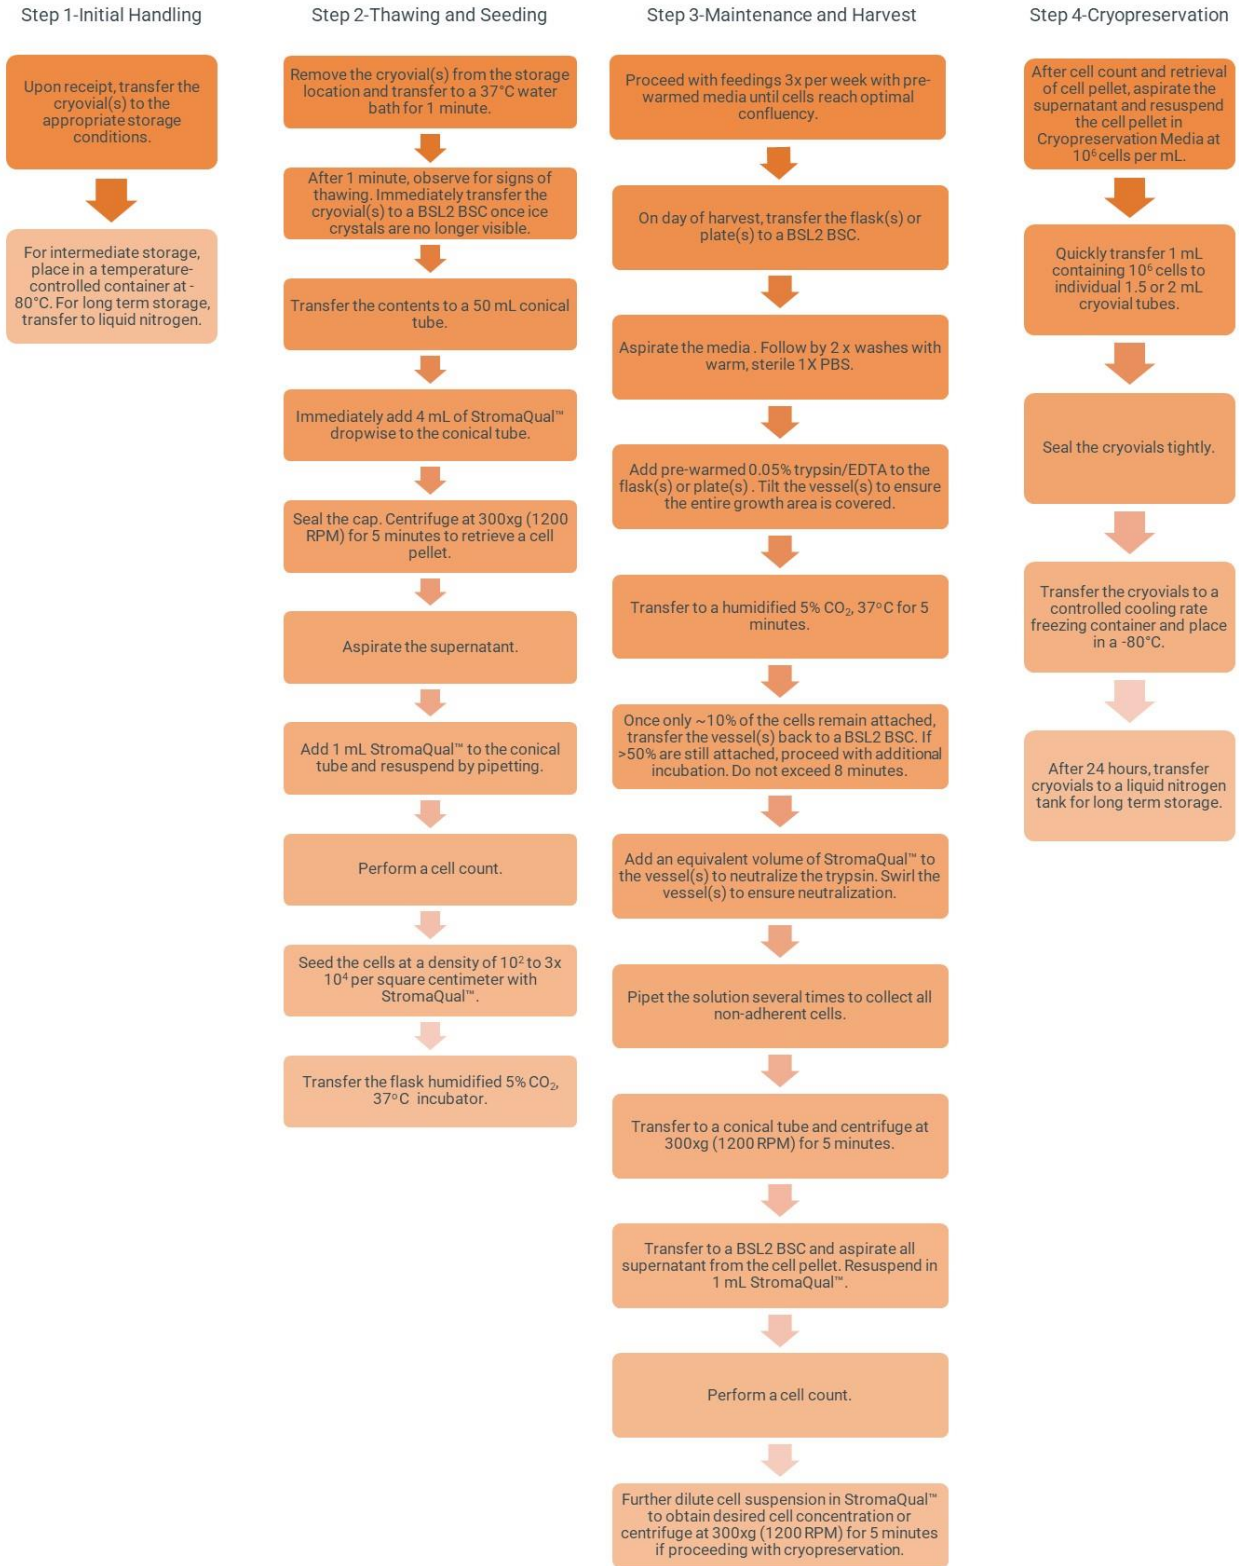 Step 1-Initial Handling
Upon receipt, transfer the
cryovial(s) to the
appropriate storage
conditions.
For intermediate storage,
place in a temperature-
controlled container at -
80°C. For long term storage,
transfer to liquid nitrogen.
Step 2-Thawing and Seeding
Remove the cryovial(s) from the storage
location and transfer to a 37°C water
bath for 1 minute.
After 1 minute, observe for signs of
thawing. Immediately transfer the
cryovial(s) to a BSL2 BSC once ice
crystals are no longer visible.
Transfer the contents to a 50 mL conical
tube.
Immediately add 4 mL of StromaQual™
dropwise to the conical tube.
Seal the cap. Centrifuge at 300xg (1200
RPM) for 5 minutes to retrieve a cell
pellet.
Aspirate the supernatant.
Add 1 mL StromaQual™ to the conical
tube and resuspend by pipetting.
Perform a cell count.
Seed the cells at a density of 10² to 3x
10⁴ per square centimeter with
StromaQual™.
Transfer the flask humidified 5% CO₂,
37°C incubator.
Step 3-Maintenance and Harvest
Proceed with feedings 3x per week with pre-
warmed media until cells reach optimal
confluency.
On day of harvest, transfer the flask(s) or
plate(s) to a BSL2 BSC.
Aspirate the media . Follow by 2 x washes with
warm, sterile 1X PBS.
Add pre-warmed 0.05% trypsin/EDTA to the
flask(s) or plate(s) . Tilt the vessel(s) to ensure
the entire growth area is covered.
Transfer to a humidified 5% CO₂, 37°C for 5
minutes.
Once only ~10% of the cells remain attached,
transfer the vessel(s) back to a BSL2 BSC. If
>50% are still attached, proceed with additional
incubation. Do not exceed 8 minutes.
Add an equivalent volume of StromaQual™ to
the vessel(s) to neutralize the trypsin. Swirl the
vessel(s) to ensure neutralization.
Pipet the solution several times to collect all
non-adherent cells.
Transfer to a conical tube and centrifuge at
300xg (1200 RPM) for 5 minutes.
Transfer to a BSL2 BSC and aspirate all
supernatant from the cell pellet. Resuspend in
1 mL StromaQual™.
Perform a cell count.
Further dilute cell suspension in StromaQual™
to obtain desired cell concentration or
centrifuge at 300xg (1200 RPM) for 5 minutes
if proceeding with cryopreservation.
Step 4-Cryopreservation
After cell count and retrieval
of cell pellet, aspirate the
supernatant and resuspend
the cell pellet in
Cryopreservation Media at
10⁶ cells per mL.
Quickly transfer 1 mL
containing 10⁶ cells to
individual 1.5 or 2 mL
cryovial tubes.
Seal the cryovials tightly.
Transfer the cryovials to a
controlled cooling rate
freezing container and place
in a -80°C.
After 24 hours, transfer
cryovials to a liquid nitrogen
tank for long term storage.